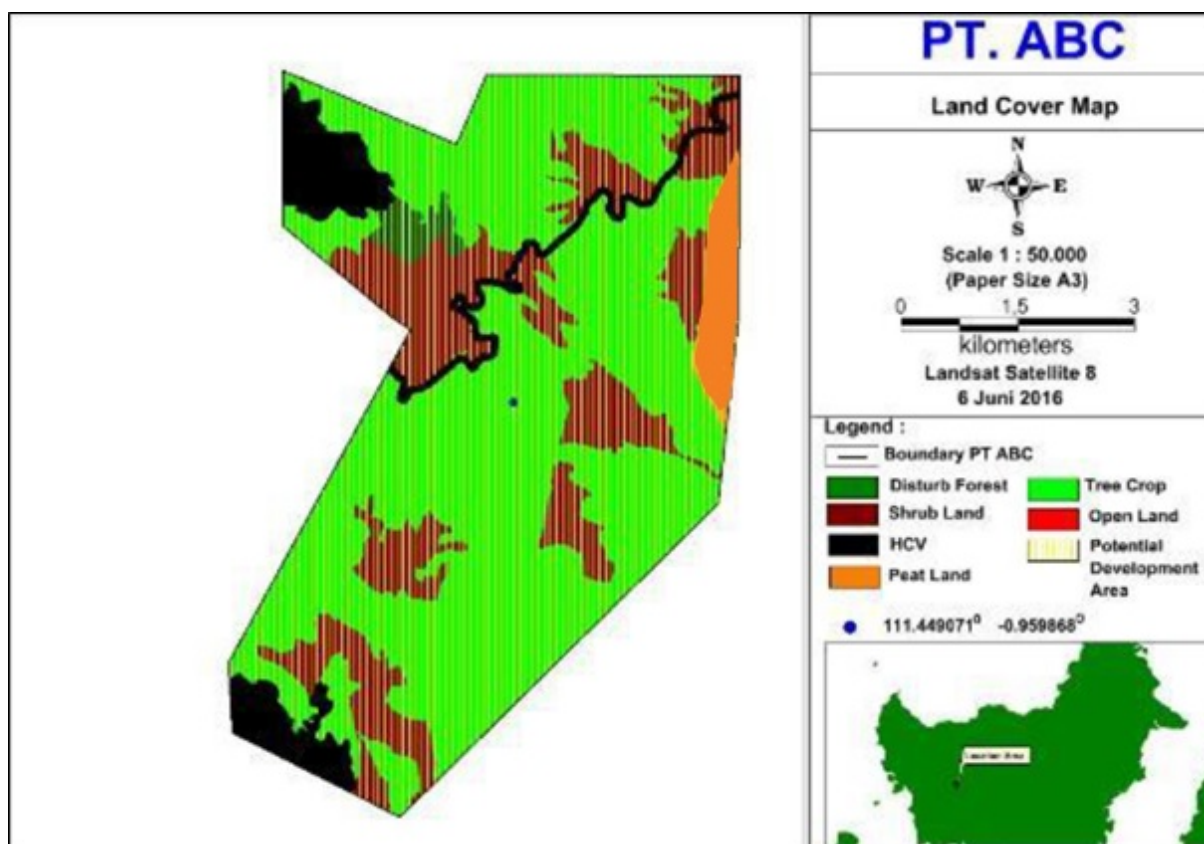 PT. ABC
Land Cover Map
N
W E
S
Scale 1 : 50.000
(Paper Size A3)
0 1,5 3
kilometers
Landsat Satellite 8
6 Juni 2016
Legend :
Boundary PT ABC
Disturb Forest Tree Crop
Shrub Land Open Land
HCV Potential
Development
Peat Land Area
111.449071⁰ -0.959868⁰